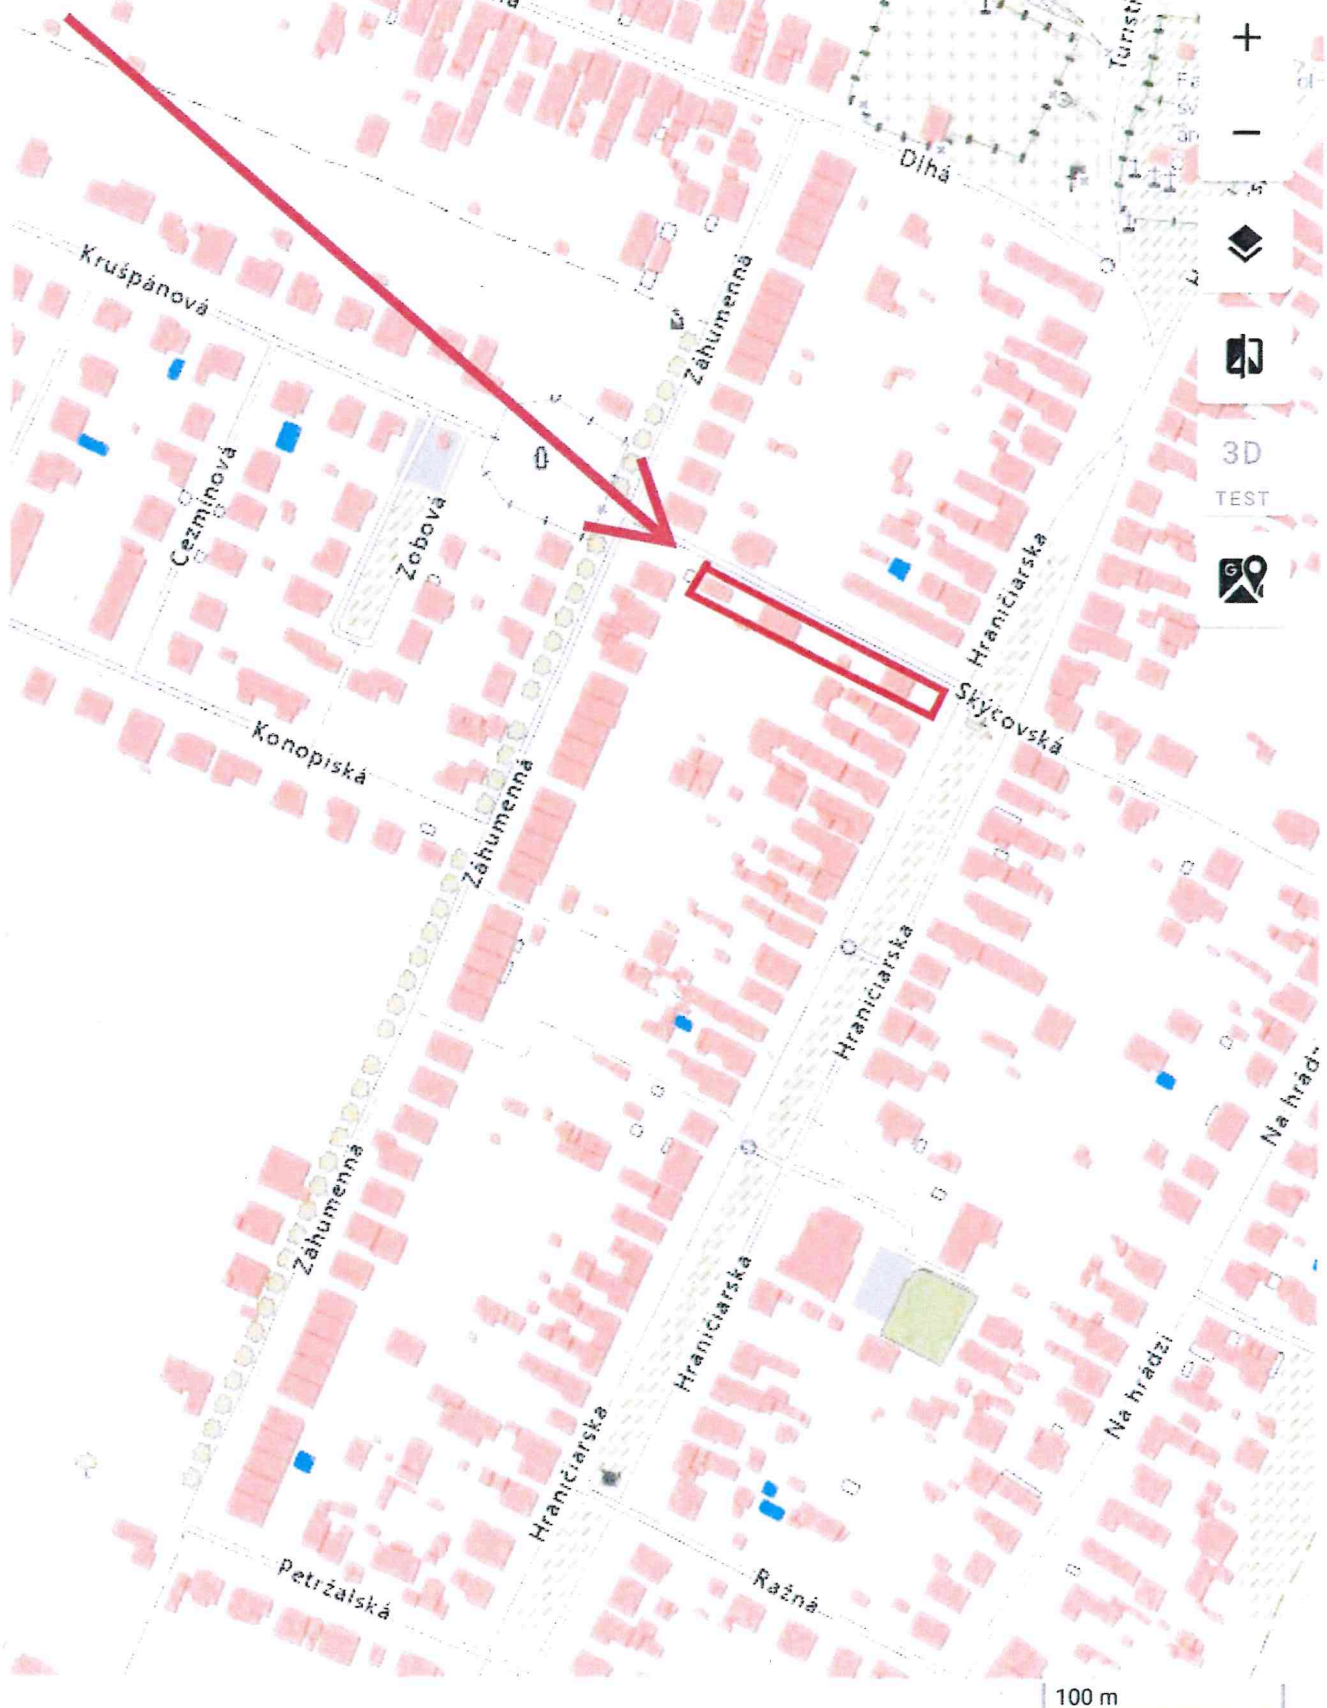 Dlhá
+
−
Krušpánová
Záhumenná
3D
TEST
Cezmínová
Zobová
Hraničiarska
G
Skýcovská
Konopiská
Záhumenná
Hraničiarska
Na hrádzi
Záhumenná
Hraničiarska
Na hrádzi
Hraničiarska
Petržalská
Ražná
100 m